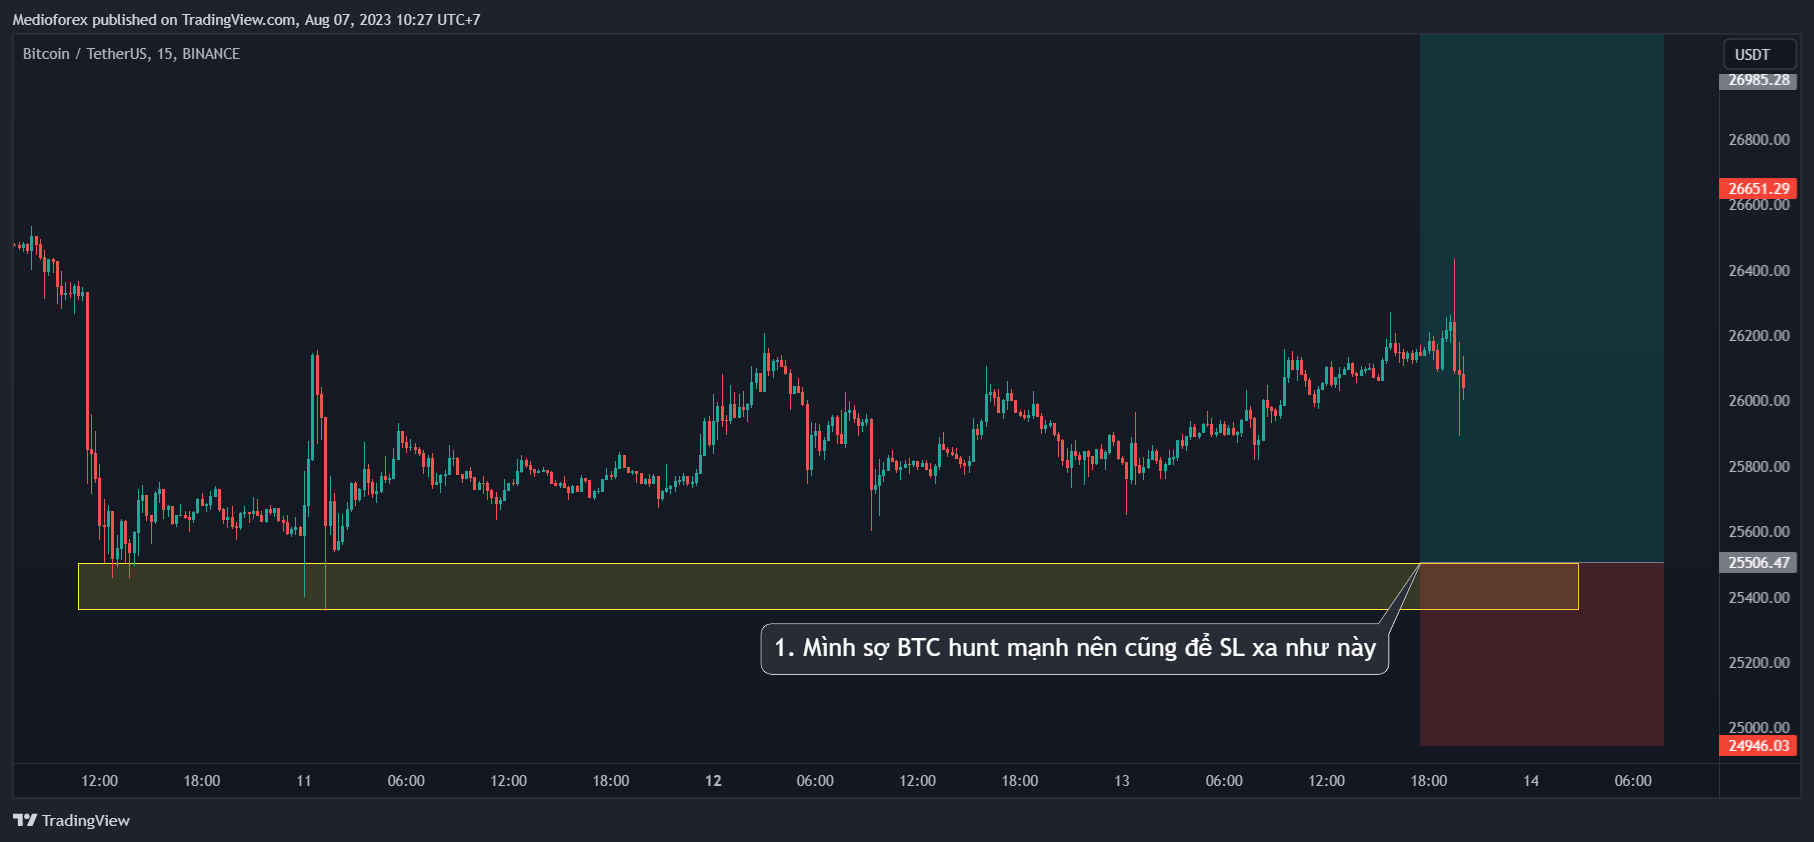 Medioforex published on TradingView.com, Aug 07, 2023 10:27 UTC+7
Bitcoin / TetherUS, 15, BINANCE
USDT
26985.28
26800.00
26651.29
26600.00
26400.00
26200.00
26000.00
25800.00
25600.00
25506.47
25400.00
25200.00
25000.00
24946.03
1. Mình sợ BTC hunt mạnh nên cũng để SL xa như này
12:00 18:00 11 06:00 12:00 18:00 12 06:00 12:00 18:00 13 06:00 12:00 18:00 14 06:00
TradingView